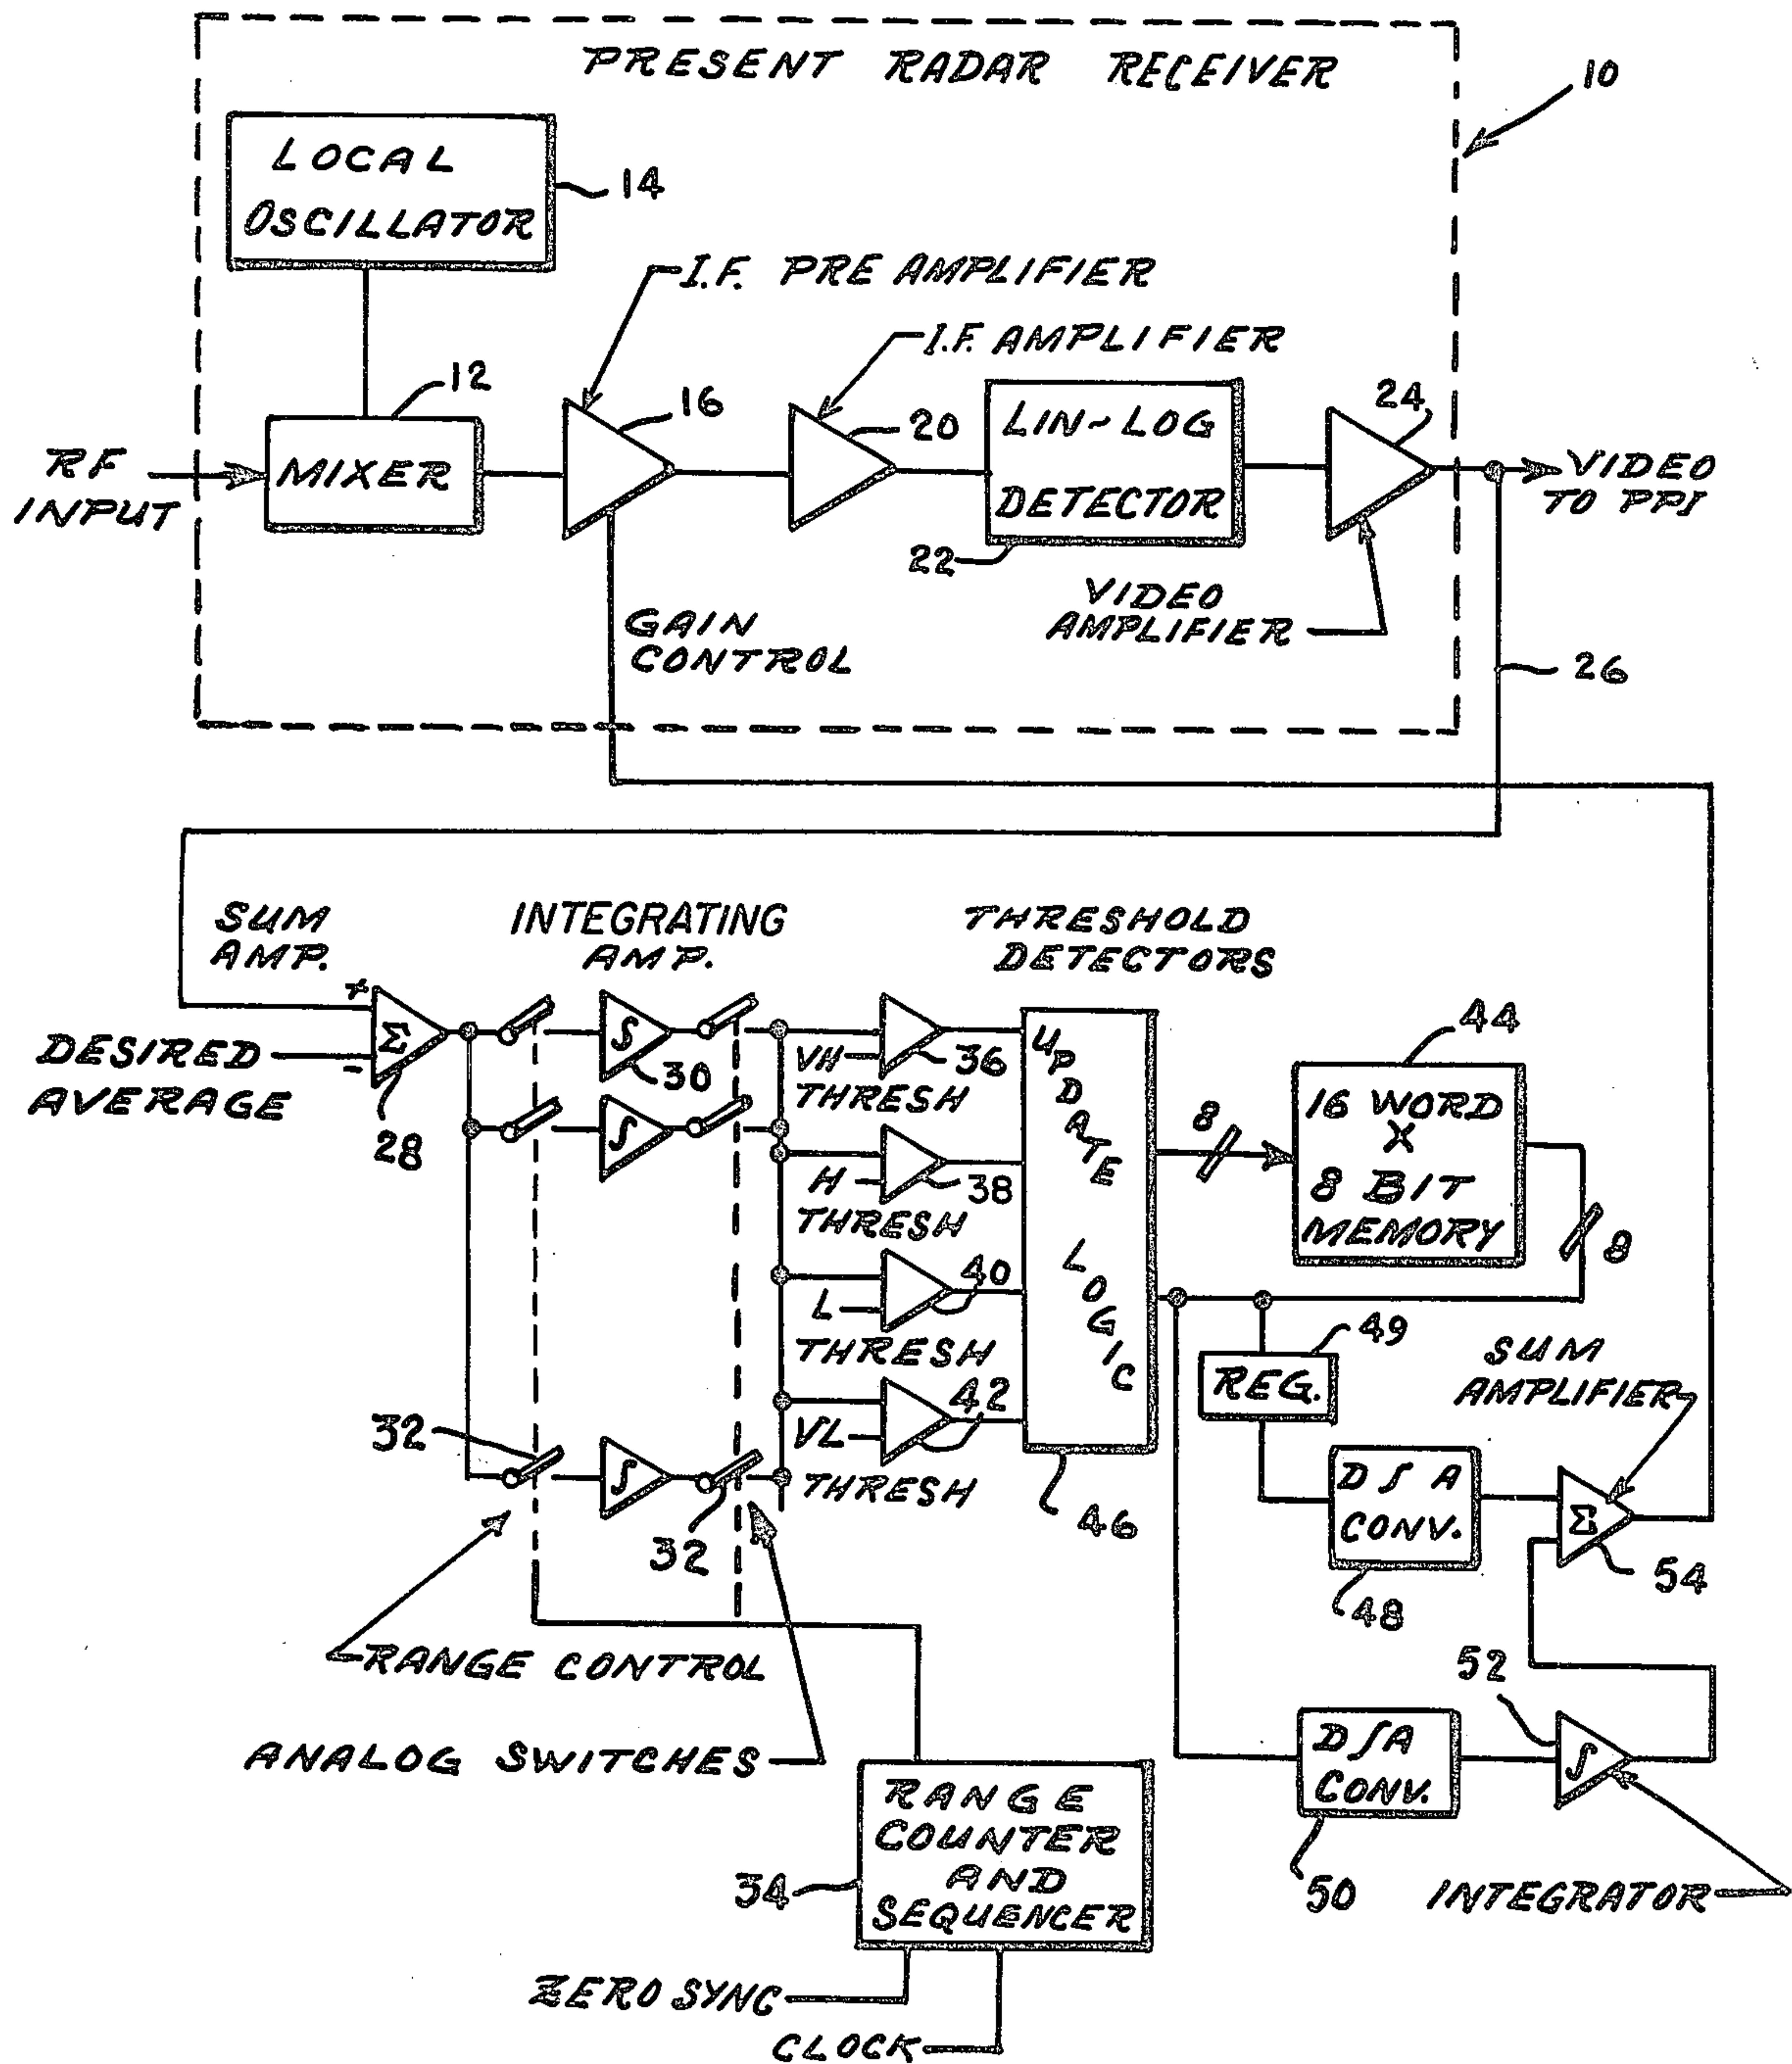 PRESENT RADAR RECEIVER
10
LOCAL
OSCILLATOR
14
I.F. PRE AMPLIFIER
I.F. AMPLIFIER
12
16
20
24
RF
INPUT
MIXER
LIN-LOG
DETECTOR
22
VIDEO
TO PPI
GAIN
CONTROL
VIDEO
AMPLIFIER
26
SUM
AMP.
INTEGRATING
AMP.
THRESHOLD
DETECTORS
+
Σ
-
DESIRED
AVERAGE
28
∫
30
∫
∫
VH
THRESH
36
H
THRESH
38
L
THRESH
40
VL
THRESH
42
UPDATE
LOGIC
46
8
44
16 WORD
X
8 BIT
MEMORY
8
49
REG.
SUM
AMPLIFIER
32
32
D/A
CONV.
48
Σ
54
RANGE CONTROL
ANALOG SWITCHES
52
D/A
CONV.
50
∫
INTEGRATOR
RANGE
COUNTER
AND
SEQUENCER
34
ZERO SYNC
CLOCK